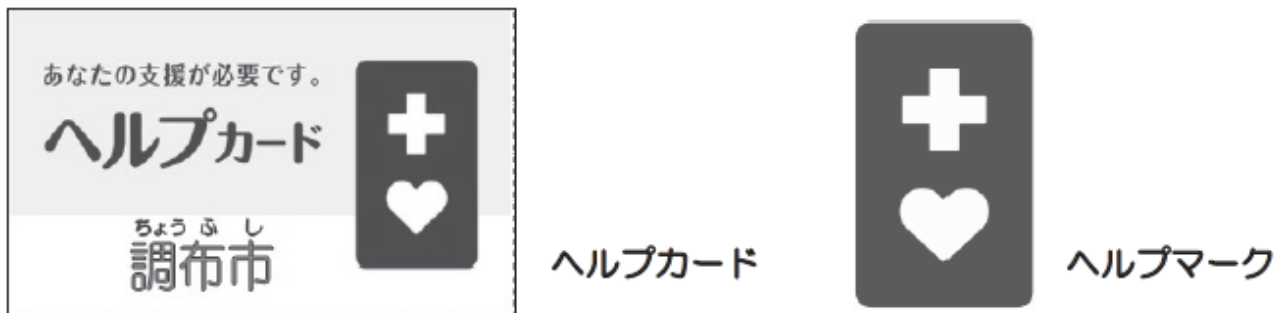 あなたの支援が必要です。
ヘルプカード
ちょうふし
調布市
ヘルプカード
ヘルプマーク